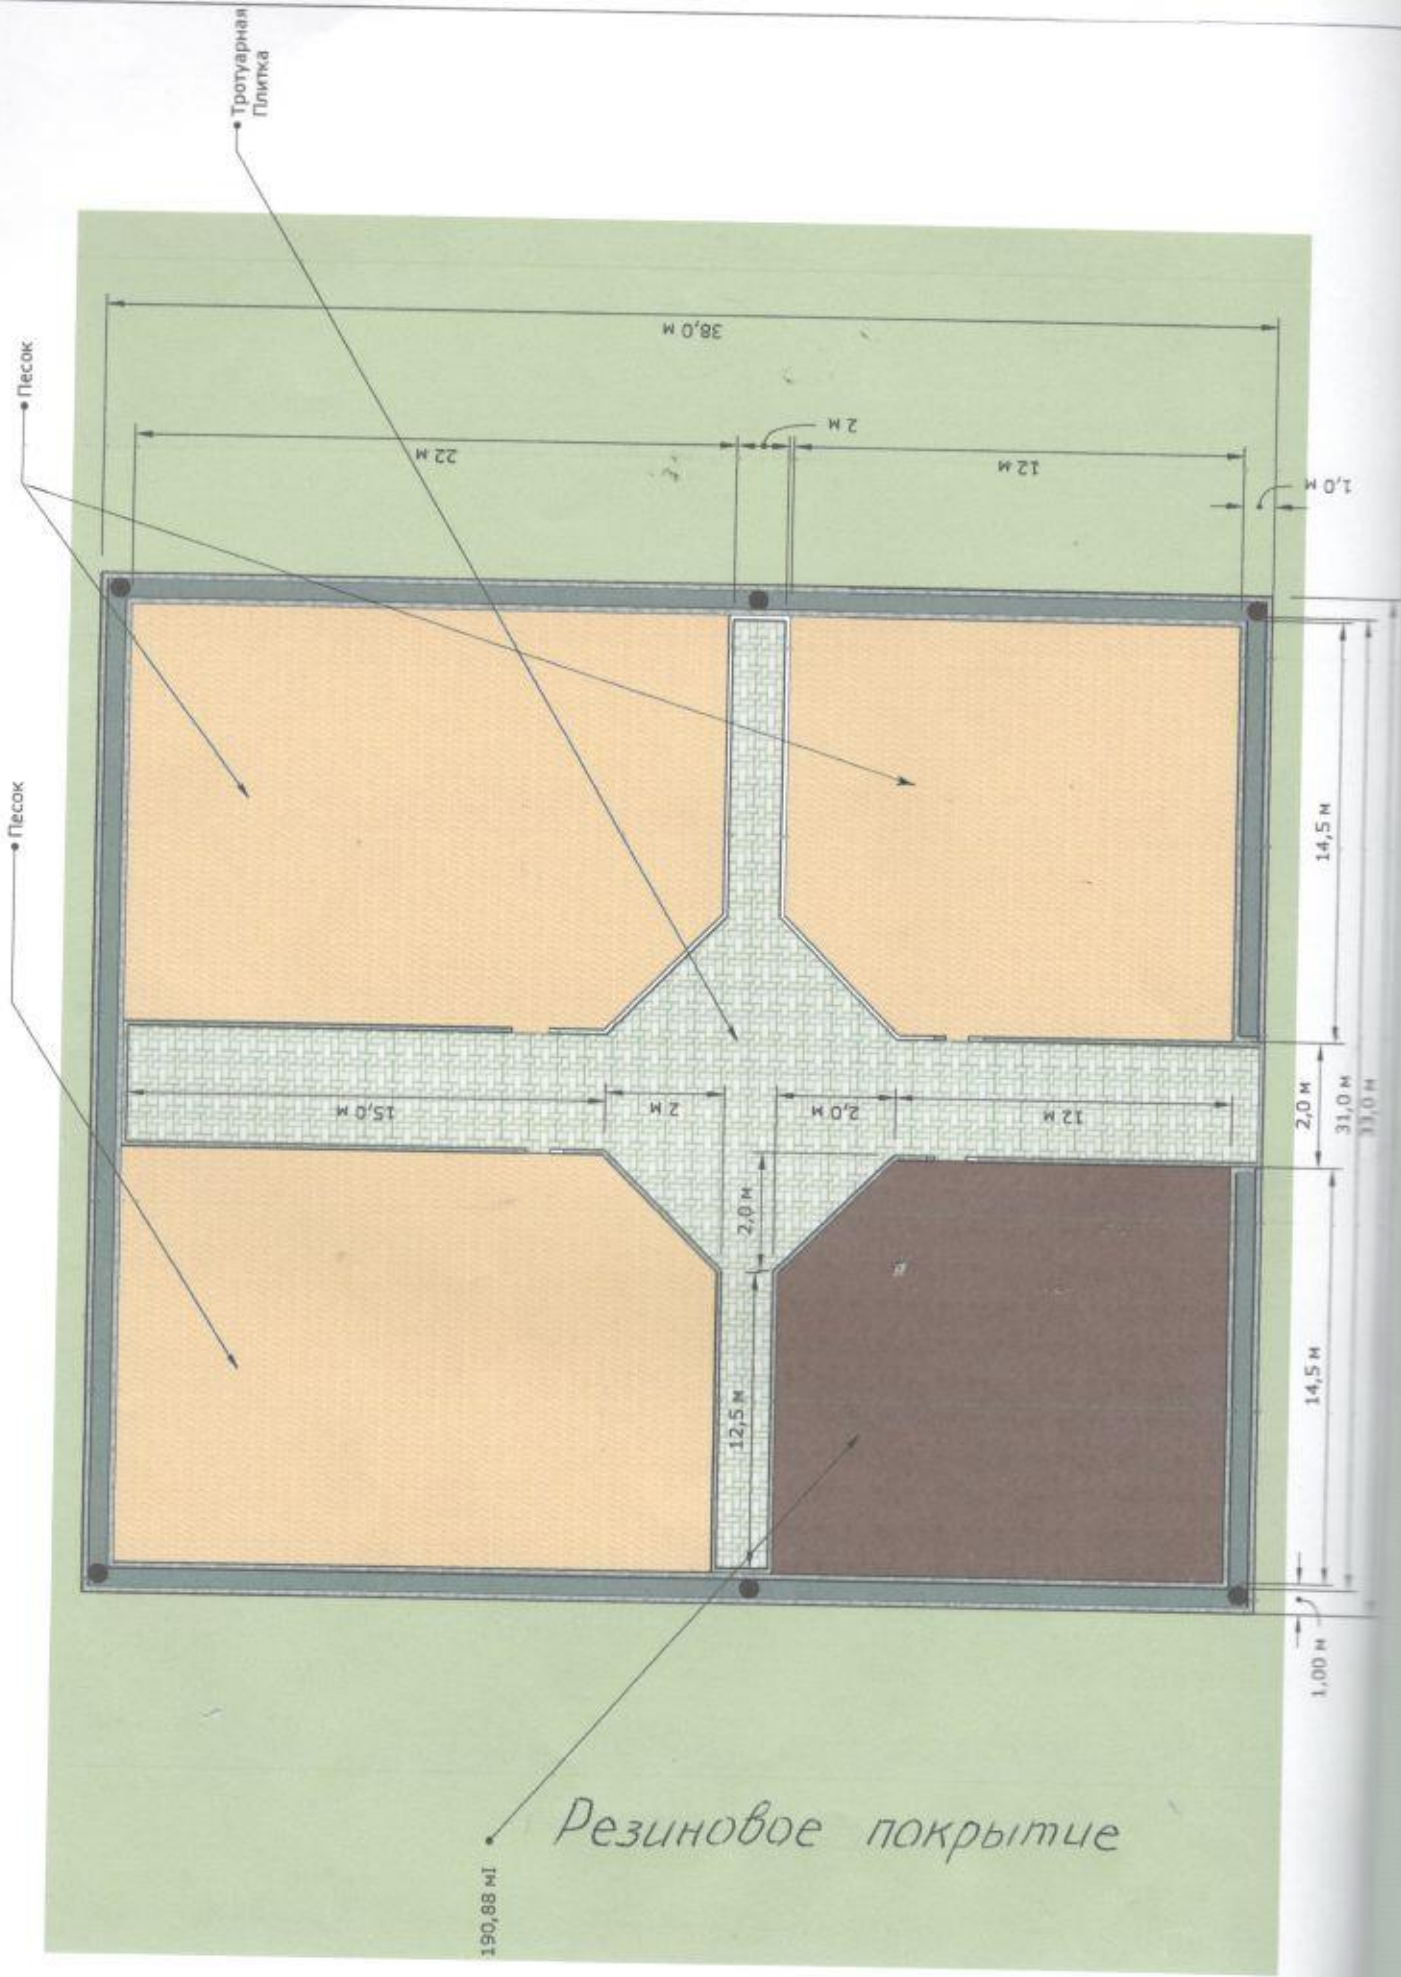 Тротуарная
Плитка
Песок
Песок
38,0 м
22 м
2 м
12 м
1,0 м
15,0 м
2 м
2,0 м
12 м
2,0 м
12,5 м
14,5 м
2,0 м
31,0 м
33,0 м
14,5 м
1,00 м
190,88 мI
Резиновое покрытие